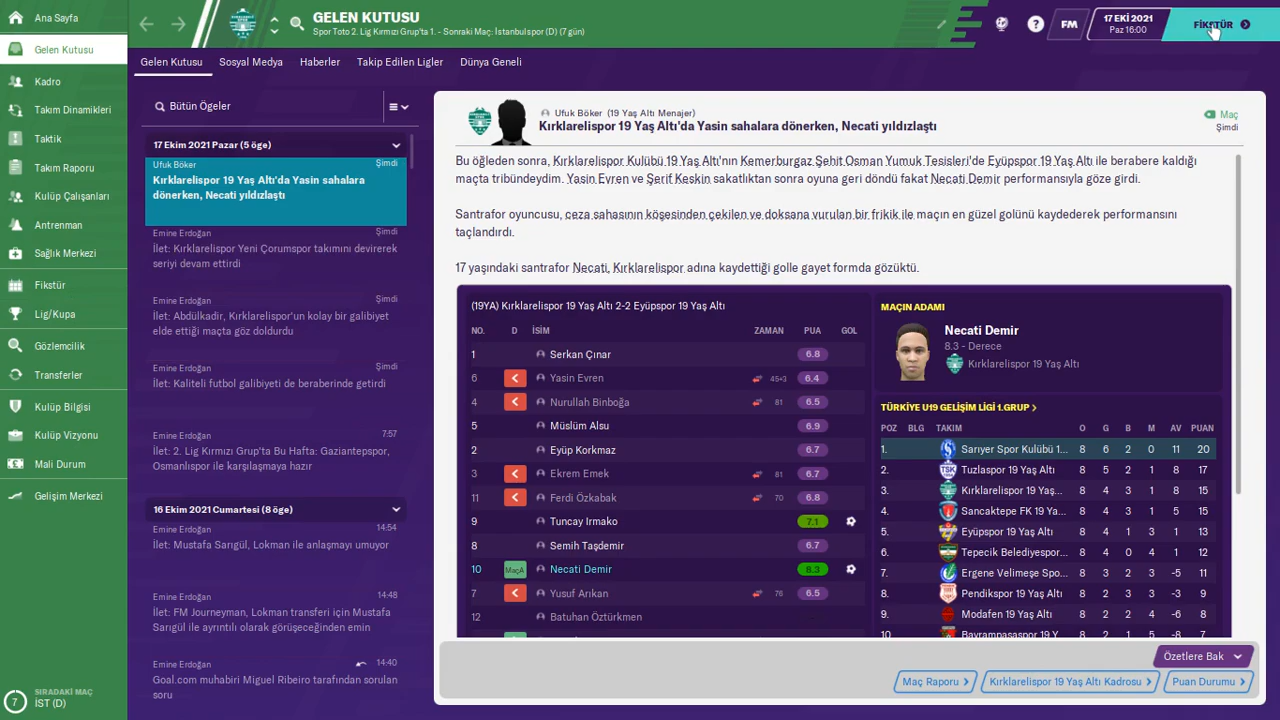 Ana Sayfa
Gelen Kutusu
Kadro
Takım Dinamikleri
Taktik
Takım Raporu
Kulüp Çalışanları
Antrenman
Sağlık Merkezi
Fikstür
Lig/Kupa
Gözlemcilik
Transferler
Kulüp Bilgisi
Kulüp Vizyonu
Mali Durum
Gelişim Merkezi
7
SIRADAKİ MAÇ
İST (D)
GELEN KUTUSU
Spor Toto 2. Lig Kırmızı Grup'ta 1. - Sonraki Maç: İstanbulspor (D) (7 gün)
?
FM
17 EKİ 2021
Paz 16:00
FİKSTÜR
Gelen Kutusu Sosyal Medya Haberler Takip Edilen Ligler Dünya Geneli
Bütün Ögeler
17 Ekim 2021 Pazar (5 öge)
Ufuk Böker Şimdi
Kırklarelispor 19 Yaş Altı'da Yasin sahalara
dönerken, Necati yıldızlaştı
Emine Erdoğan Şimdi
İlet: Kırklarelispor Yeni Çorumspor takımını devirerek
seriyi devam ettirdi
Emine Erdoğan Şimdi
İlet: Abdülkadir, Kırklarelispor'un kolay bir galibiyet
elde ettiği maçta göz doldurdu
Emine Erdoğan Şimdi
İlet: Kaliteli futbol galibiyeti de beraberinde getirdi
Emine Erdoğan 7:57
İlet: 2. Lig Kırmızı Grup'ta Bu Hafta: Gaziantepspor,
Osmanlıspor ile karşılaşmaya hazır
16 Ekim 2021 Cumartesi (8 öge)
Emine Erdoğan 14:54
İlet: Mustafa Sarıgül, Lokman ile anlaşmayı umuyor
Emine Erdoğan 14:48
İlet: FM Journeyman, Lokman transferi için Mustafa
Sarıgül ile ayrıntılı olarak görüşeceğinden emin
Emine Erdoğan 14:40
Goal.com muhabiri Miguel Ribeiro tarafından sorulan
soru
Ufuk Böker (19 Yaş Altı Menajer)
Kırklarelispor 19 Yaş Altı'da Yasin sahalara dönerken, Necati yıldızlaştı
Maç
Şimdi
Bu öğleden sonra, Kırklarelispor Kulübü 19 Yaş Altı'nın Kemerburgaz Şehit Osman Yumuk Tesisleri'de Eyüpspor 19 Yaş Altı ile berabere kaldığı
maçta tribündeydim. Yasin Evren ve Şerif Keskin sakatlıktan sonra oyuna geri döndü fakat Necati Demir performansıyla göze girdi.
Santrafor oyuncusu, ceza sahasının köşesinden çekilen ve doksana vurulan bir frikik ile maçın en güzel golünü kaydederek performansını
taçlandırdı.
17 yaşındaki santrafor Necati, Kırklarelispor adına kaydettiği golle gayet formda gözüktü.
(19YA) Kırklarelispor 19 Yaş Altı 2-2 Eyüpspor 19 Yaş Altı
NO. D İSİM ZAMAN PUA GOL
1 Serkan Çınar 6.8
6 Yasin Evren 45+3 6.4
4 Nurullah Binboğa 81 6.5
5 Müslüm Alsu 6.9
2 Eyüp Korkmaz 6.7
3 Ekrem Emek 81 6.7
11 Ferdi Özkabak 70 6.8
9 Tuncay Irmako 7.1
8 Semih Taşdemir 6.7
10 MaçA Necati Demir 8.3
7 Yusuf Arıkan 76 6.5
12 Batuhan Öztürkmen
MAÇIN ADAMI
Necati Demir
8.3 - Derece
Kırklarelispor 19 Yaş Altı
TÜRKİYE U19 GELİŞİM LİGİ 1.GRUP
POZ BLG TAKIM O G B M AV PUAN
1. Sarıyer Spor Kulübü 1... 8 6 2 0 11 20
2. Tuzlaspor 19 Yaş Altı 8 5 2 1 8 17
3. Kırklarelispor 19 Yaş... 8 4 3 1 8 15
4. Sancaktepe FK 19 Ya... 8 4 3 1 5 15
5. Eyüpspor 19 Yaş Altı 8 4 1 3 1 13
6. Tepecik Belediyespor... 8 4 0 4 1 12
7. Ergene Velimeşe Spo... 8 3 2 3 -5 11
8. Pendikspor 19 Yaş Altı 8 2 3 3 -3 9
9. Modafen 19 Yaş Altı 8 2 2 4 -6 8
10. Bayrampaşaspor 19 Y... 8 2 1 5 -8 7
Özetlere Bak
Maç Raporu
Kırklarelispor 19 Yaş Altı Kadrosu
Puan Durumu